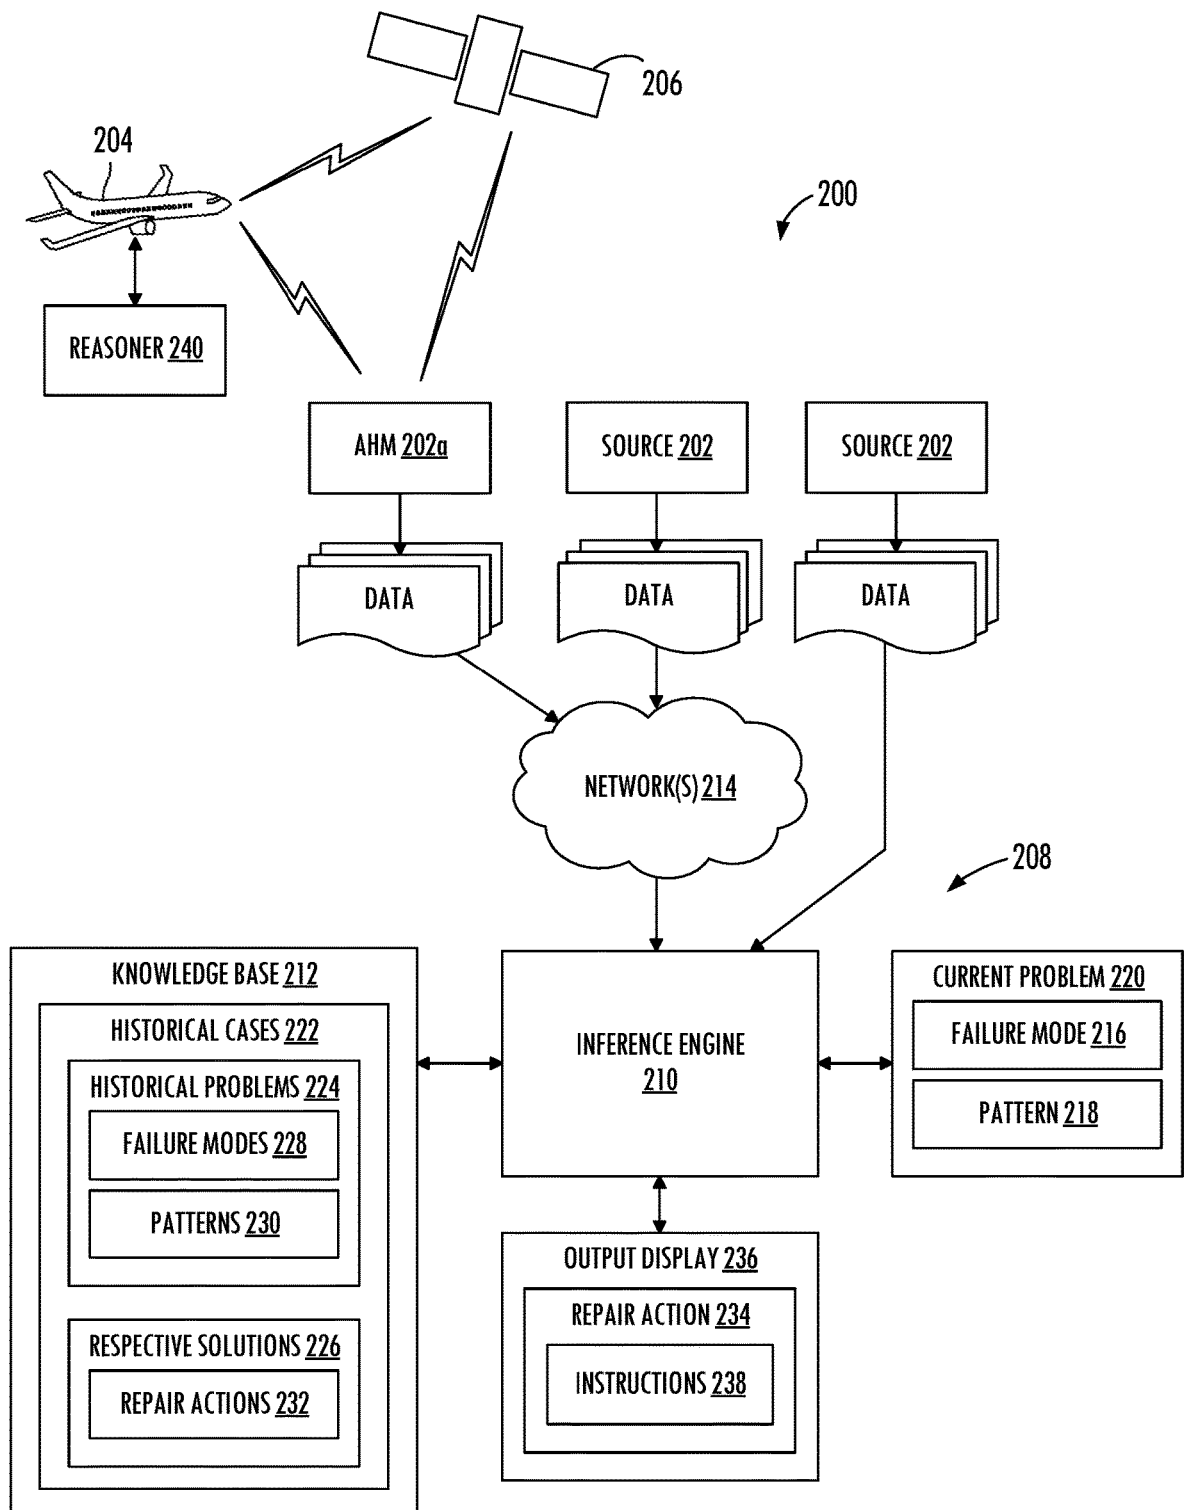 206
204
200
REASONER 240
AHM 202a
SOURCE 202
SOURCE 202
DATA
DATA
DATA
NETWORK(S) 214
208
KNOWLEDGE BASE 212
HISTORICAL CASES 222
HISTORICAL PROBLEMS 224
FAILURE MODES 228
PATTERNS 230
RESPECTIVE SOLUTIONS 226
REPAIR ACTIONS 232
INFERENCE ENGINE
210
CURRENT PROBLEM 220
FAILURE MODE 216
PATTERN 218
OUTPUT DISPLAY 236
REPAIR ACTION 234
INSTRUCTIONS 238